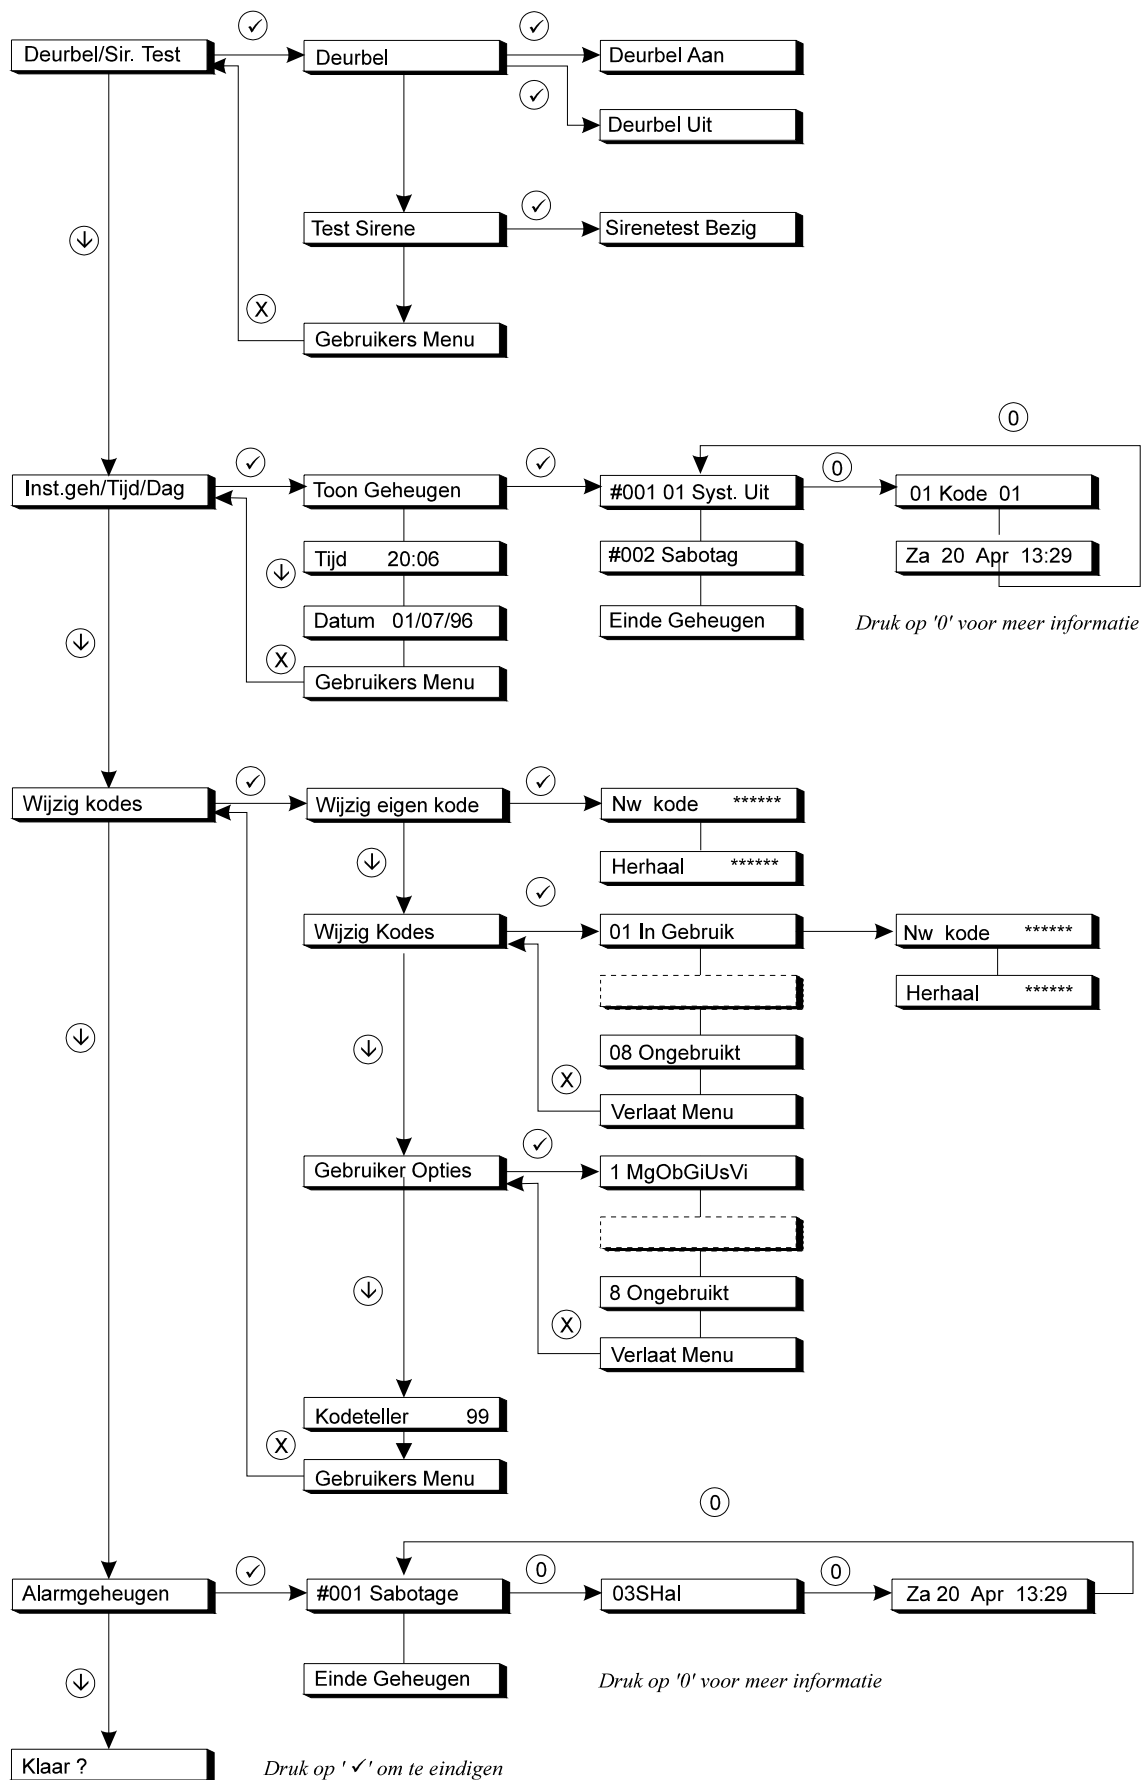 Deurbel/Sir. Test
Deurbel
Deurbel Aan
Deurbel Uit
Test Sirene
Sirenetest Bezig
X
Gebruikers Menu
0
Inst.geh/Tijd/Dag
Toon Geheugen
#001 01 Syst. Uit
0
01 Kode 01
Tijd 20:06
#002 Sabotag
Za 20 Apr 13:29
Datum 01/07/96
Einde Geheugen
Druk op '0' voor meer informatie
X
Gebruikers Menu
Wijzig kodes
Wijzig eigen kode
Nw kode ******
Herhaal ******
Wijzig Kodes
01 In Gebruik
Nw kode ******
Herhaal ******
08 Ongebruikt
X
Verlaat Menu
Gebruiker Opties
1 MgObGiUsVi
8 Ongebruikt
X
Verlaat Menu
Kodeteller 99
X
Gebruikers Menu
0
Alarmgeheugen
#001 Sabotage
0
03SHal
0
Za 20 Apr 13:29
Einde Geheugen
Druk op '0' voor meer informatie
Klaar ?
Druk op ' ✓' om te eindigen